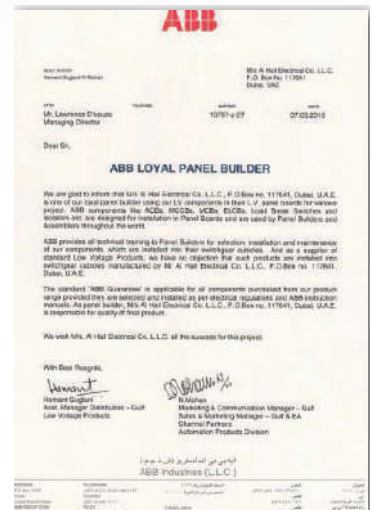 ABB
M/s Al Hail Electrical Co. L.L.C.
P.O. Box No. 117641
Dubai, UAE
Mr. Lawrence D'souza
Managing Director
07.03.2010
Dear Sir,
ABB LOYAL PANEL BUILDER
We are glad to inform that M/s Al Hail Electrical Co. L.L.C., P.O.Box no. 117641, Dubai, U.A.E.
is one of our loyal panel builder using our LV components in their L.V. panel boards for various
project. ABB components like ACBs, MCCBs, MCBs, ELCBs, Load Break Switches and
Isolators etc. are designed for installation in Panel Boards and are used by Panel Builders and
Assemblers throughout the world.
ABB provides all technical training to Panel Builders for selection, installation and maintenance
of our components, which are installed into their switchgear cubicles. And as a supplier of
standard Low Voltage Products, we have no objection that such products are installed into
switchgear cubicles manufactured by M/s Al Hail Electrical Co. L.L.C., P.O.Box no. 117641,
Dubai, U.A.E.
The standard 'ABB Guarantee' is applicable for all components purchased from our product
range provided they are selected and installed as per electrical regulations and ABB instruction
manuals. As panel builder, M/s Al Hail Electrical Co. L.L.C., P.O.Box no. 117641, Dubai, U.A.E.
is responsible for quality of final product.
We wish M/s. Al Hail Electrical Co. L.L.C. all the success for this project.
With Best Regards,
Hemant
Hemant Guglani
Asst. Manager Distributors - Gulf
Low Voltage Products
N.Mohan
Marketing & Communication Manager - Gulf
Sales & Marketing Manager - Gulf & EA
Channel Partners
Automation Products Division
ABB Industries (L.L.C.)